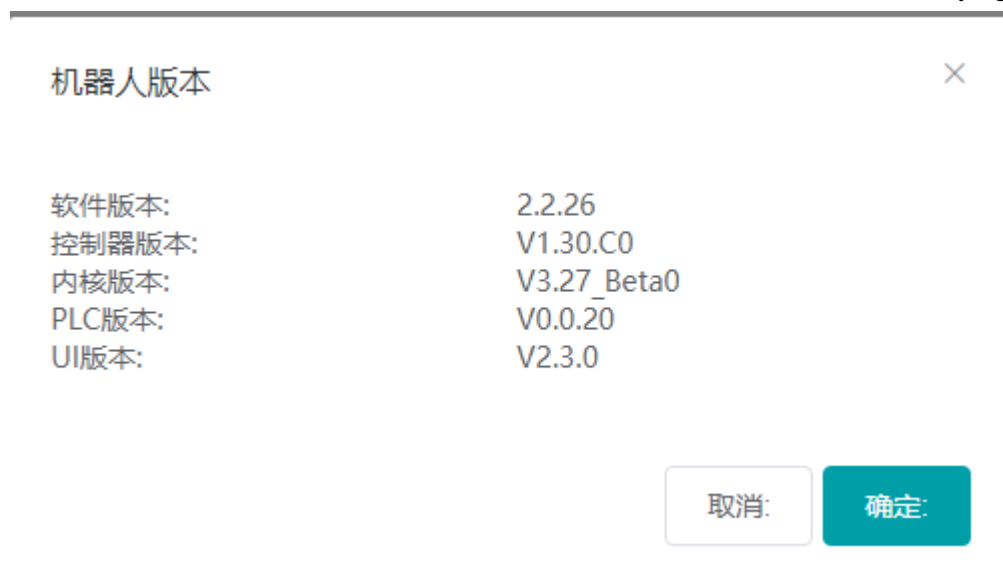 机器人版本
软件版本: 2.2.26
控制器版本: V1.30.C0
内核版本: V3.27_Beta0
PLC版本: V0.0.20
UI版本: V2.3.0
取消: 确定: